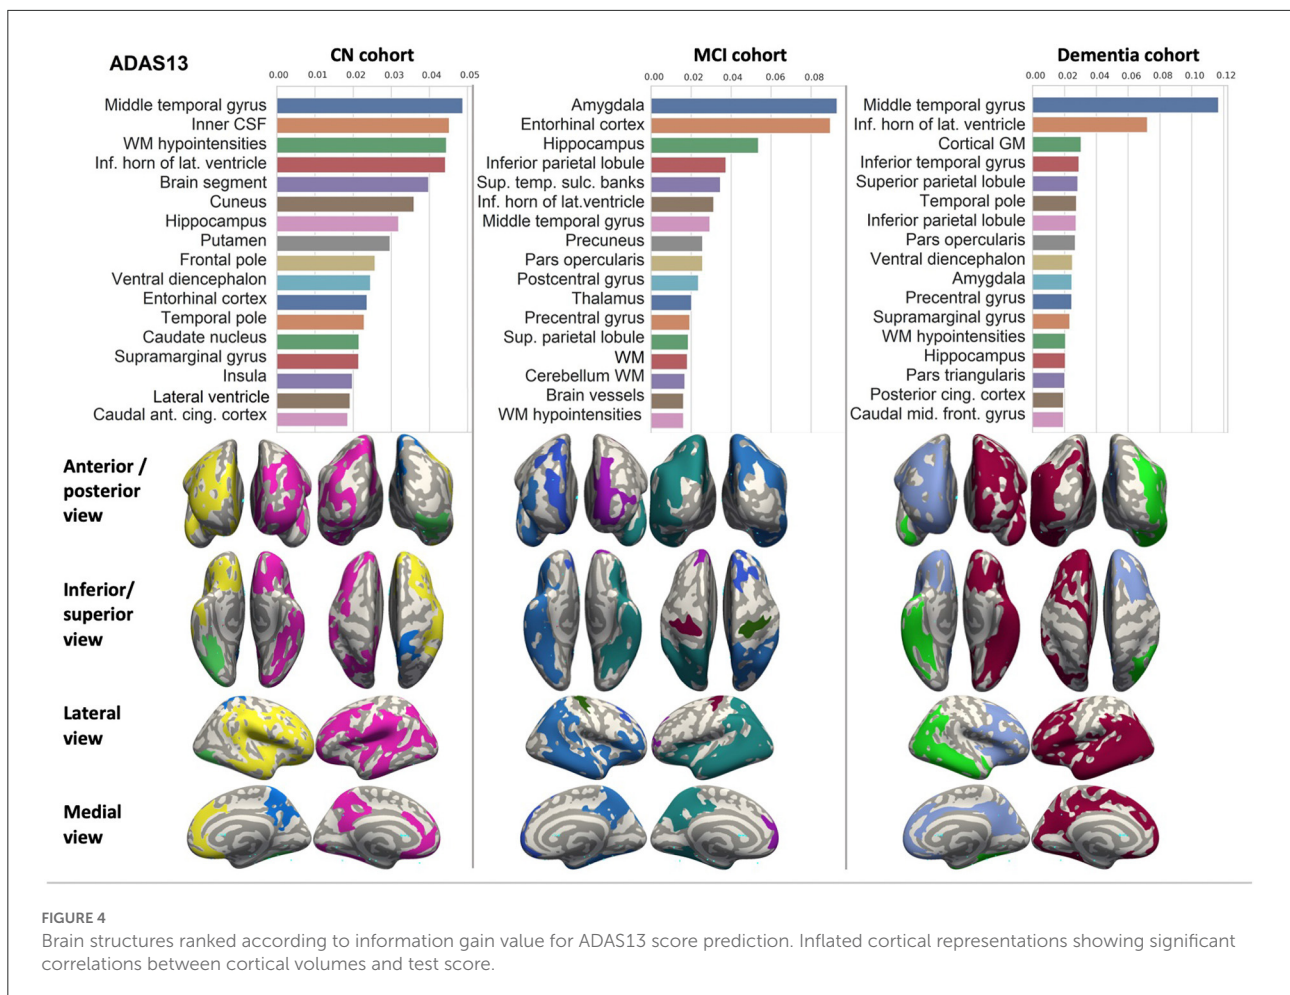 ADAS13
CN cohort
0.00 0.01 0.02 0.03 0.04 0.05
Middle temporal gyrus
Inner CSF
WM hypointensities
Inf. horn of lat. ventricle
Brain segment
Cuneus
Hippocampus
Putamen
Frontal pole
Ventral diencephalon
Entorhinal cortex
Temporal pole
Caudate nucleus
Supramarginal gyrus
Insula
Lateral ventricle
Caudal ant. cing. cortex
MCI cohort
0.00 0.02 0.04 0.06 0.08
Amygdala
Entorhinal cortex
Hippocampus
Inferior parietal lobule
Sup. temp. sulc. banks
Inf. horn of lat.ventricle
Middle temporal gyrus
Precuneus
Pars opercularis
Postcentral gyrus
Thalamus
Precentral gyrus
Sup. parietal lobule
WM
Cerebellum WM
Brain vessels
WM hypointensities
Dementia cohort
0.00 0.02 0.04 0.06 0.08 0.10 0.12
Middle temporal gyrus
Inf. horn of lat. ventricle
Cortical GM
Inferior temporal gyrus
Superior parietal lobule
Temporal pole
Inferior parietal lobule
Pars opercularis
Ventral diencephalon
Amygdala
Precentral gyrus
Supramarginal gyrus
WM hypointensities
Hippocampus
Pars triangularis
Posterior cing. cortex
Caudal mid. front. gyrus
Anterior /
posterior
view
Inferior/
superior
view
Lateral
view
Medial
view
FIGURE 4
Brain structures ranked according to information gain value for ADAS13 score prediction. Inflated cortical representations showing significant
correlations between cortical volumes and test score.